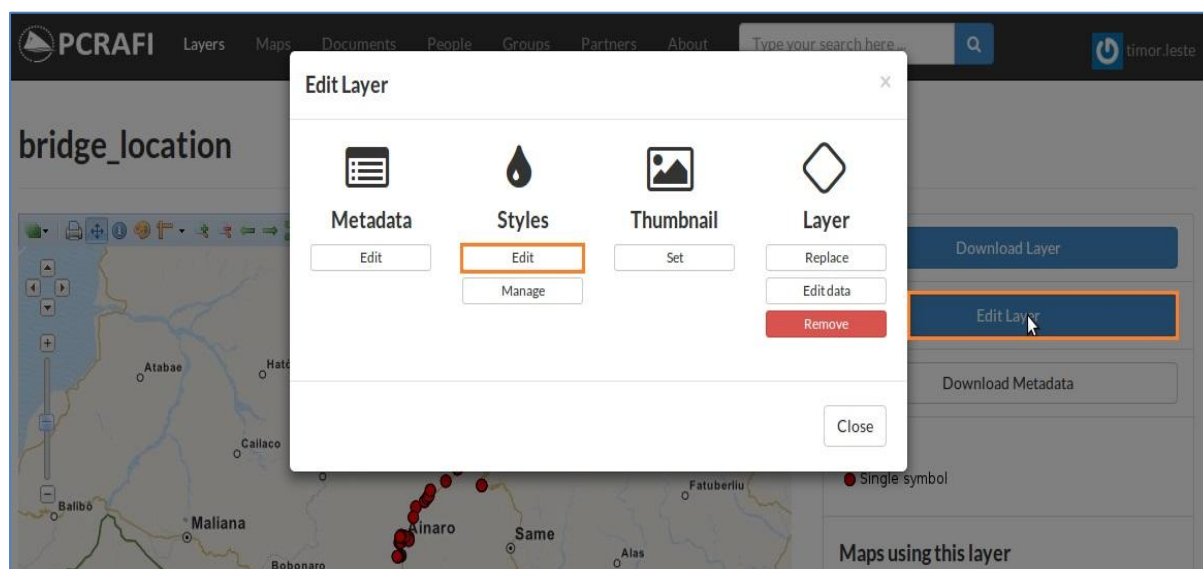 PCRAFI Layers Maps Documents People Groups Partners About Type your search here ... timor.leste
Edit Layer ×
bridge_location
Metadata Styles Thumbnail Layer
Edit Edit Set Replace
Manage Edit data
Remove
Close
Download Layer
Edit Layer
Download Metadata
Single symbol
Maps using this layer
Atabae
Cailaco
Balibó
Maliana
Ainaro
Same
Fatuberliu
Alas
Bobonaro